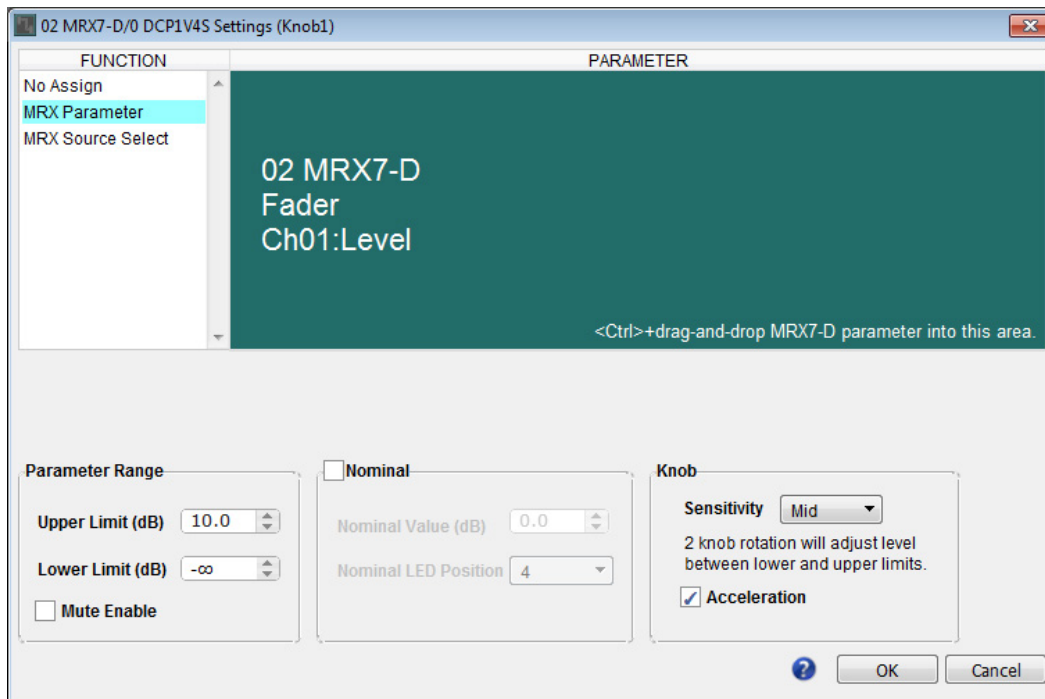 02 MRX7-D/0 DCP1V4S Settings (Knob1)
FUNCTION
PARAMETER
No Assign
MRX Parameter
MRX Source Select
02 MRX7-D
Fader
Ch01:Level
<Ctrl>+drag-and-drop MRX7-D parameter into this area.
Parameter Range
Upper Limit (dB) 10.0
Lower Limit (dB) -∞
Mute Enable
Nominal
Nominal Value (dB) 0.0
Nominal LED Position 4
Knob
Sensitivity Mid
2 knob rotation will adjust level
between lower and upper limits.
Acceleration
?
OK
Cancel